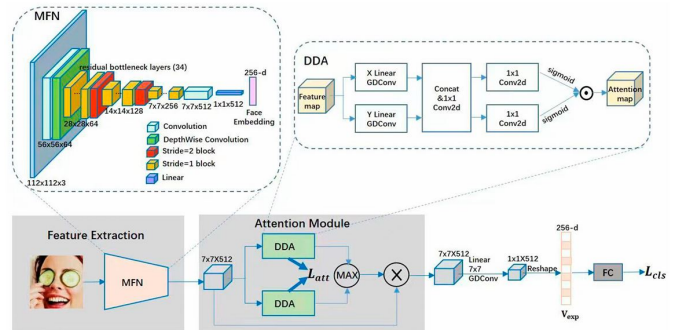 MFN
residual bottleneck layers (34)
256-d
7x7x256
7x7x512
1x1x512
14x14x128
28x28x64
56x56x64
112x112x3
Face
Embedding
Convolution
DepthWise Convolution
Stride=2 block
Stride=1 block
Linear
DDA
Feature
map
X Linear
GDConv
Y Linear
GDConv
Concat
&1x1
Conv2d
1x1
Conv2d
1x1
Conv2d
sigmoid
sigmoid
Attention
map
Feature Extraction
MFN
Attention Module
7x7X512
DDA
DDA
Latt
MAX
7x7X512
Linear
7x7
GDConv
1x1X512
Reshape
256-d
Vexp
FC
Lcls